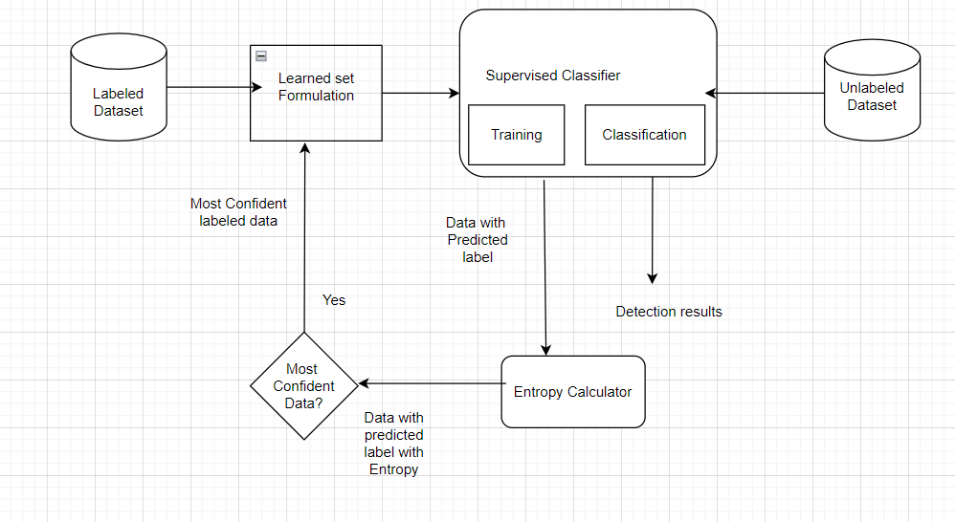 Labeled
Dataset
Learned set
Formulation
Supervised Classifier
Training
Classification
Unlabeled
Dataset
Most Confident
labeled data
Data with
Predicted
label
Yes
Detection results
Most
Confident
Data?
Entropy Calculator
Data with
predicted
label with
Entropy